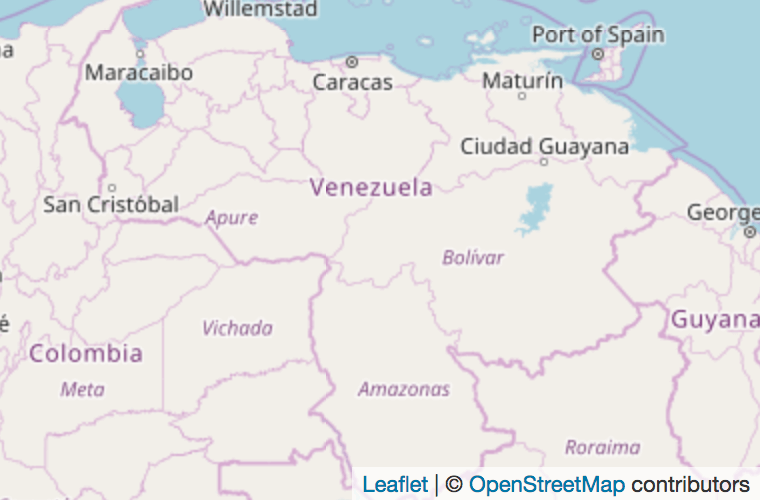 Willemstad
Port of Spain
Maracaibo
Caracas
Maturín
Ciudad Guayana
Venezuela
San Cristóbal
Apure
George
Bolívar
Guyana
Vichada
Colombia
Meta
Amazonas
Roraima
Leaflet | © OpenStreetMap contributors